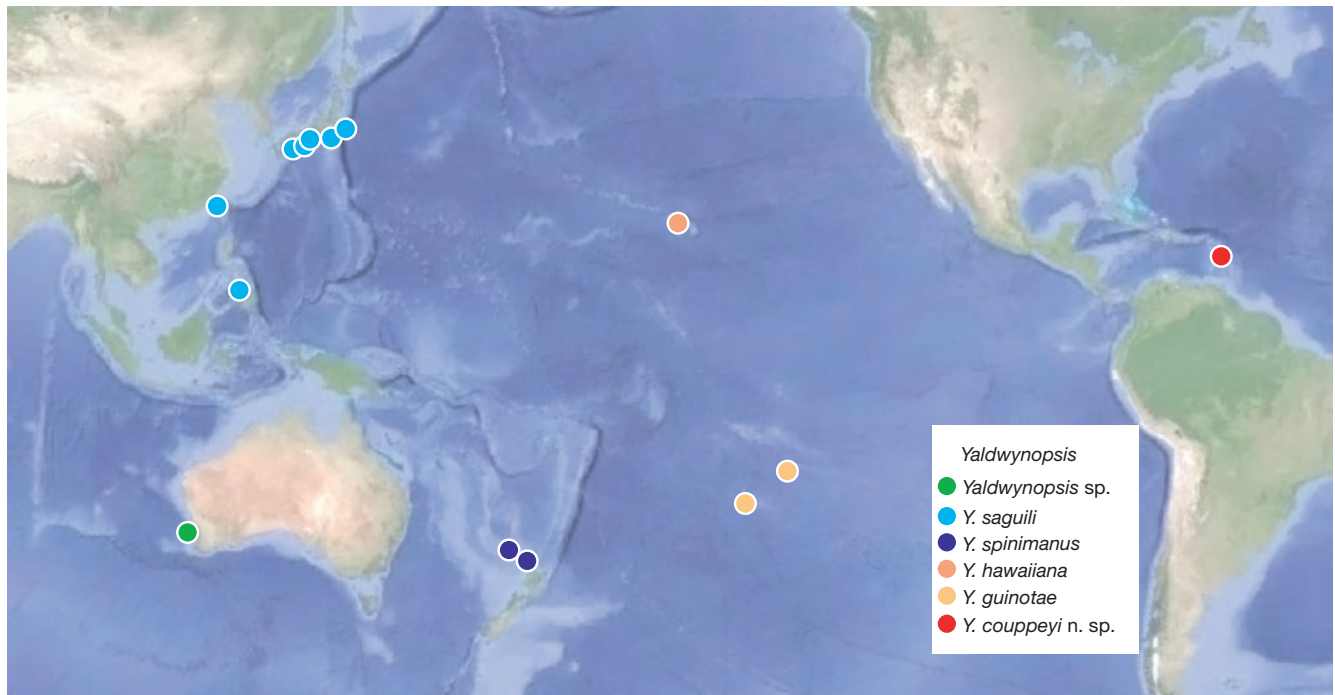 Yaldwynopsis
Yaldwynopsis sp.
Y. saguili
Y. spinimanus
Y. hawaiiana
Y. guinotae
Y. couppeyi n. sp.